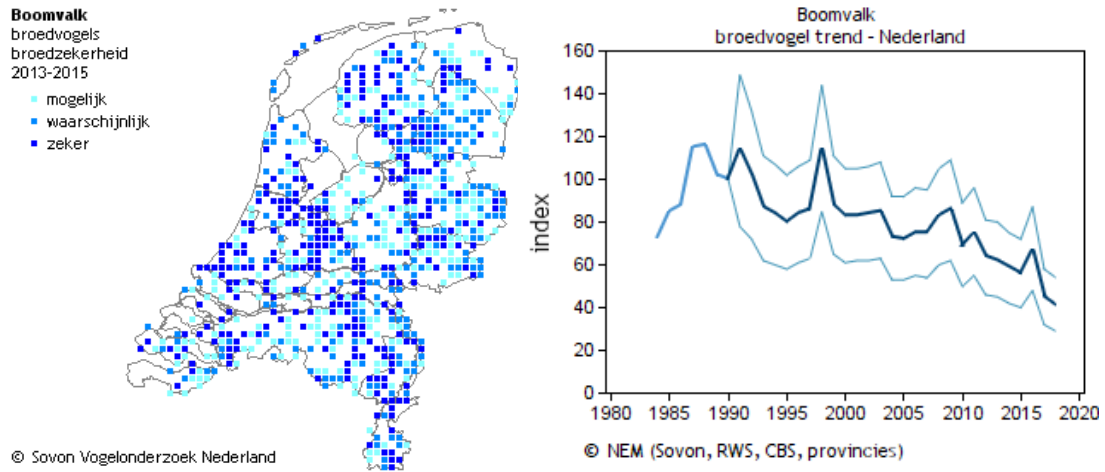 Boomvalk
broedvogels
broedzekerheid
2013-2015
mogelijk
waarschijnlijk
zeker
© Sovon Vogelonderzoek Nederland
Boomvalk
broedvogel trend - Nederland
index
160
140
120
100
80
60
40
20
0
1980 1985 1990 1995 2000 2005 2010 2015 2020
© NEM (Sovon, RWS, CBS, provincies)